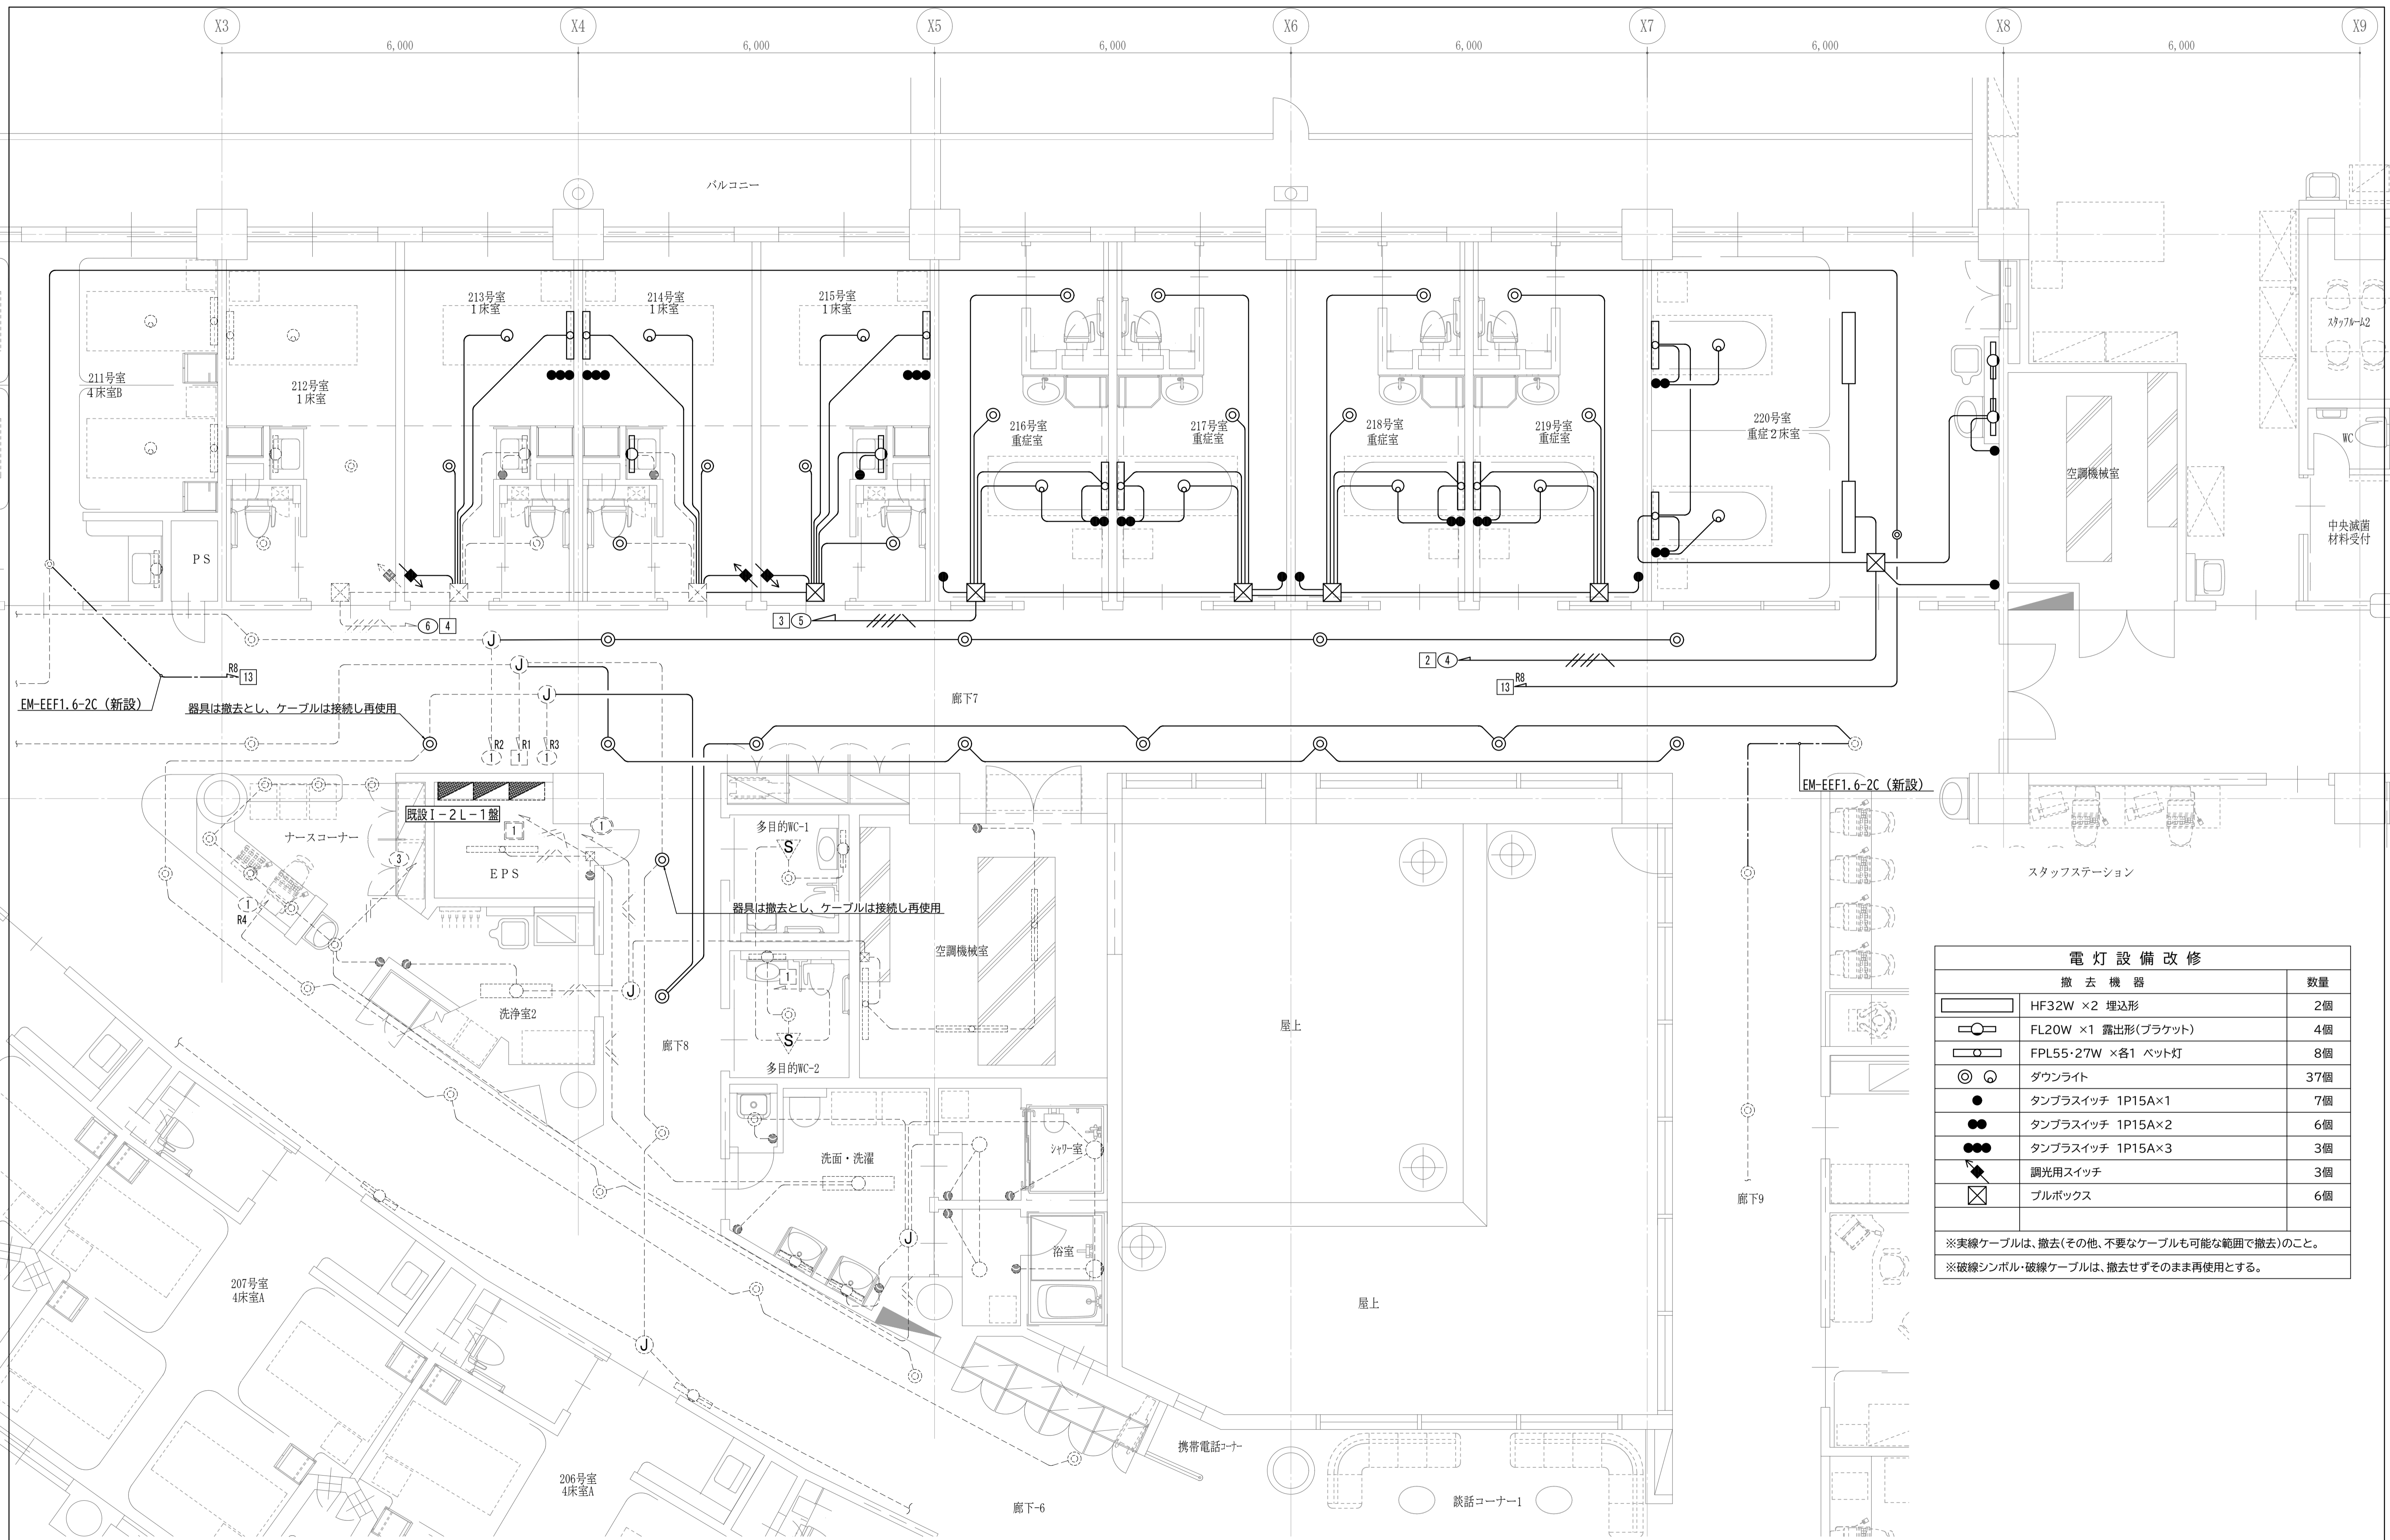 X3
X4
X5
X6
X7
X8
X9
6,000
6,000
6,000
6,000
6,000
6,000
バルコニー
211号室
4床室B
212号室
1床室
213号室
1床室
214号室
1床室
215号室
1床室
216号室
重症室
217号室
重症室
218号室
重症室
219号室
重症室
220号室
重症2床室
空調機械室
スタッフルーム2
WC
中央滅菌
材料受付
PS
6
4
3
5
2
4
R8
13
R8
13
J
J
J
EM-EEF1.6-2C (新設)
器具は撤去とし、ケーブルは接続し再使用
廊下7
R2
R1
R3
1
1
1
EM-EEF1.6-2C (新設)
既設I-2L-1盤
ナースコーナー
3
1
1
EPS
1
R4
多目的WC-1
S
器具は撤去とし、ケーブルは接続し再使用
空調機械室
1
J
洗浄室2
S
廊下8
多目的WC-2
屋上
スタッフステーション
洗面・洗濯
シャワー室
浴室
J
J
廊下9
屋上
207号室
4床室A
206号室
4床室A
携帯電話コーナー
廊下-6
談話コーナー1
電灯設備改修
撤去機器 数量
HF32W ×2 埋込形 2個
FL20W ×1 露出形(ブラケット) 4個
FPL55・27W ×各1 ベット灯 8個
ダウンライト 37個
タンブラスイッチ 1P15A×1 7個
タンブラスイッチ 1P15A×2 6個
タンブラスイッチ 1P15A×3 3個
調光用スイッチ 3個
プルボックス 6個
※実線ケーブルは、撤去(その他、不要なケーブルも可能な範囲で撤去)のこと。
※破線シンボル・破線ケーブルは、撤去せずそのまま再使用とする。